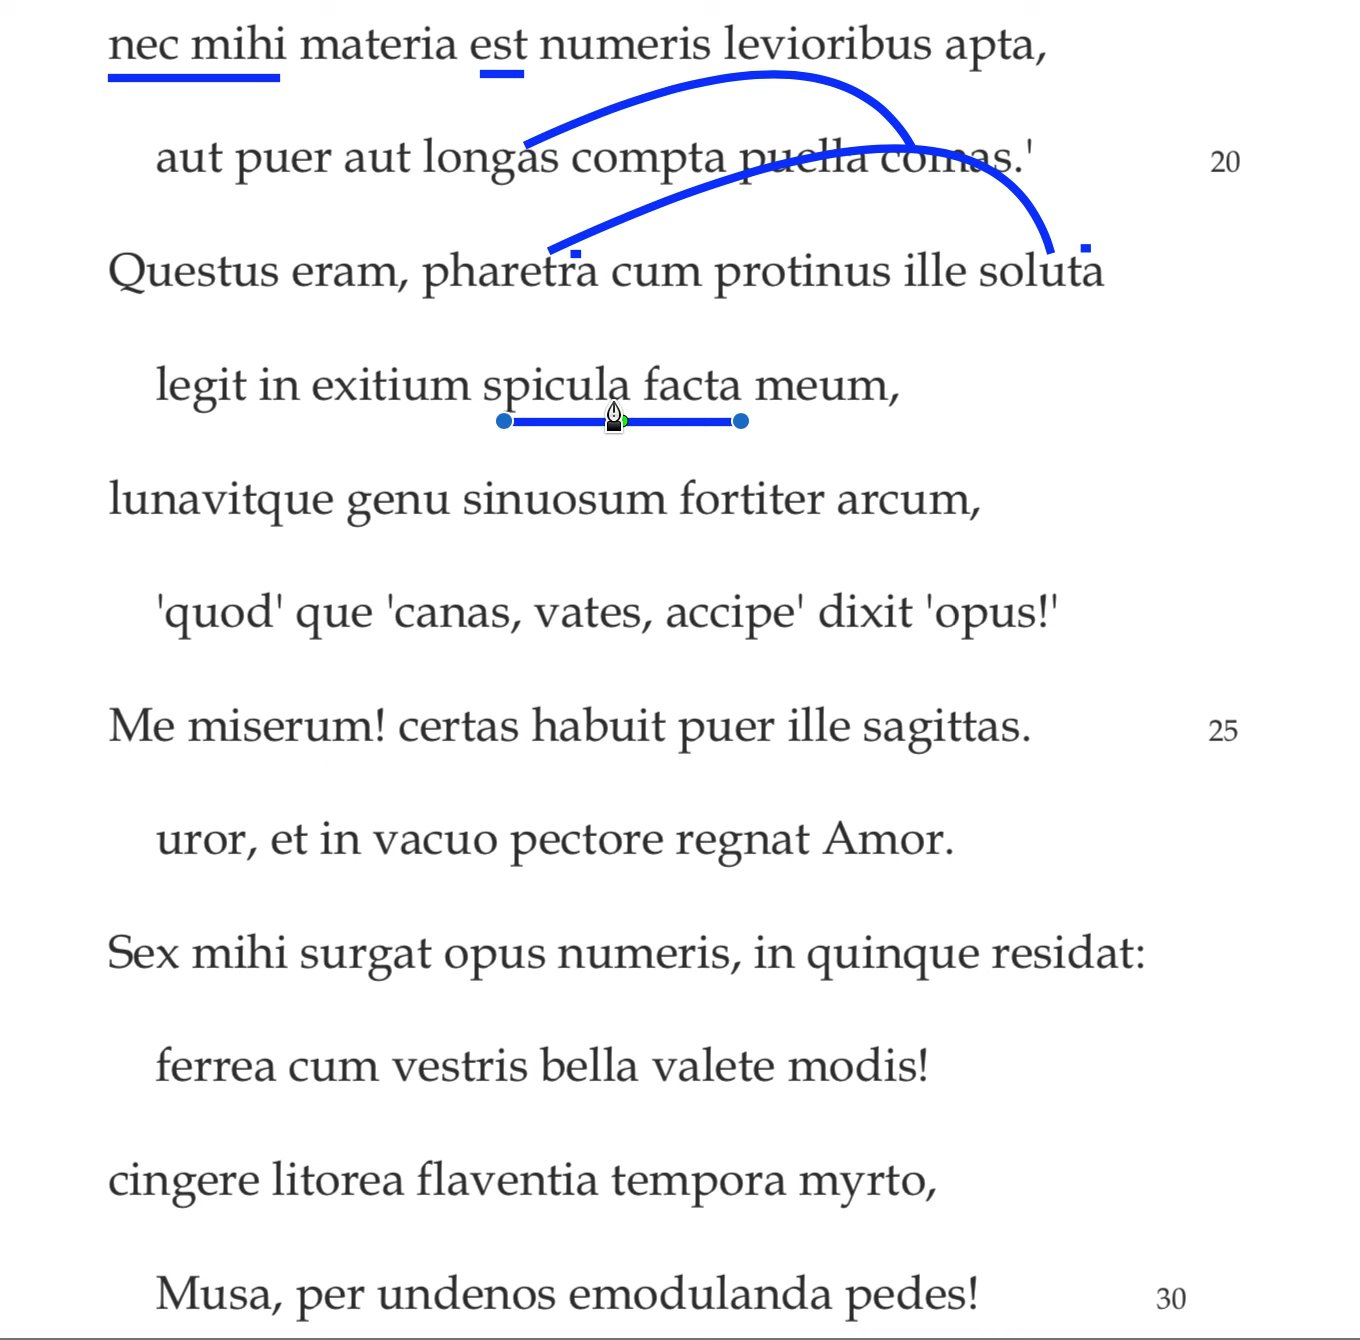 nec mihi materia est numeris levioribus apta,
aut puer aut longas compta puella comas.' 20
Questus eram, pharetra cum protinus ille soluta
legit in exitium spicula facta meum,
lunavitque genu sinuosum fortiter arcum,
'quod' que 'canas, vates, accipe' dixit 'opus!'
Me miserum! certas habuit puer ille sagittas. 25
uror, et in vacuo pectore regnat Amor.
Sex mihi surgat opus numeris, in quinque residat:
ferrea cum vestris bella valete modis!
cingere litorea flaventia tempora myrto,
Musa, per undenos emodulanda pedes! 30